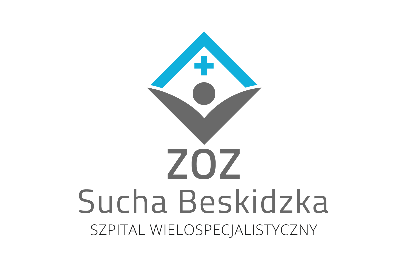 ZOZ
Sucha Beskidzka
SZPITAL WIELOSPECJALISTYCZNY